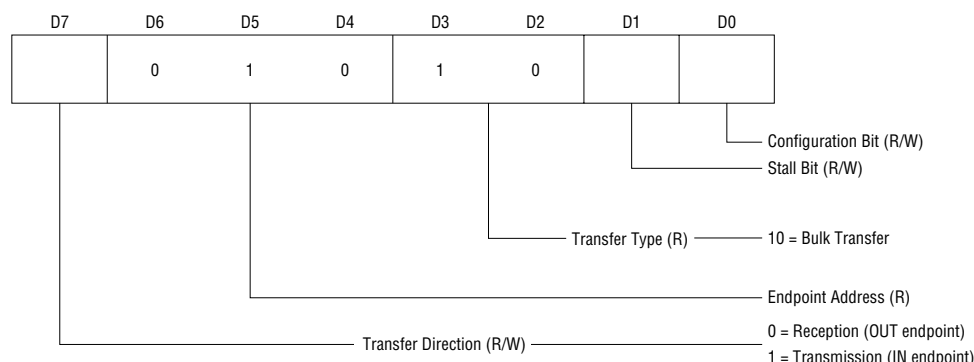 D7 D6 D5 D4 D3 D2 D1 D0
0 1 0 1 0
Configuration Bit (R/W)
Stall Bit (R/W)
Transfer Type (R) 10 = Bulk Transfer
Endpoint Address (R)
Transfer Direction (R/W) 0 = Reception (OUT endpoint)
1 = Transmission (IN endpoint)